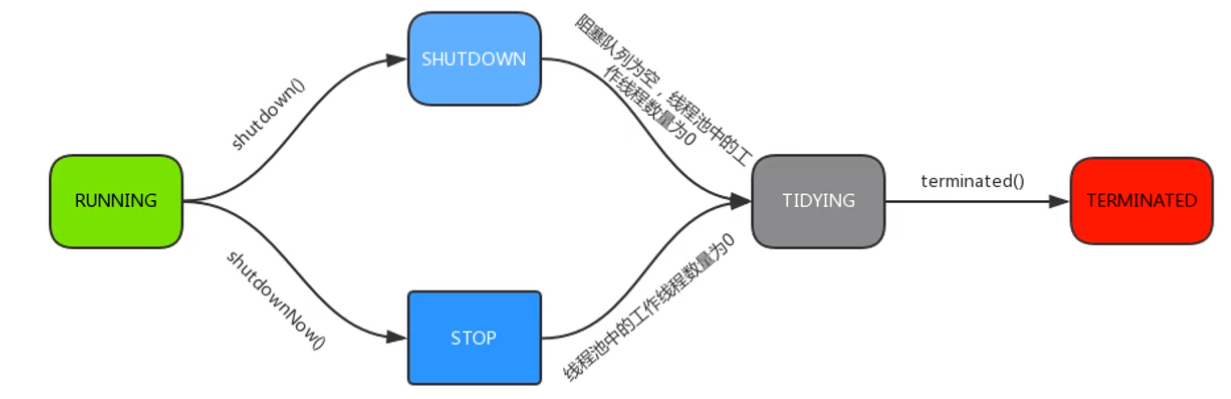 SHUTDOWN
阻塞队列为空，线程池中的工
作线程数量为0
shutdown()
RUNNING
TIDYING
terminated()
TERMINATED
shutdownNow()
STOP
线程池中的工作线程数量为0